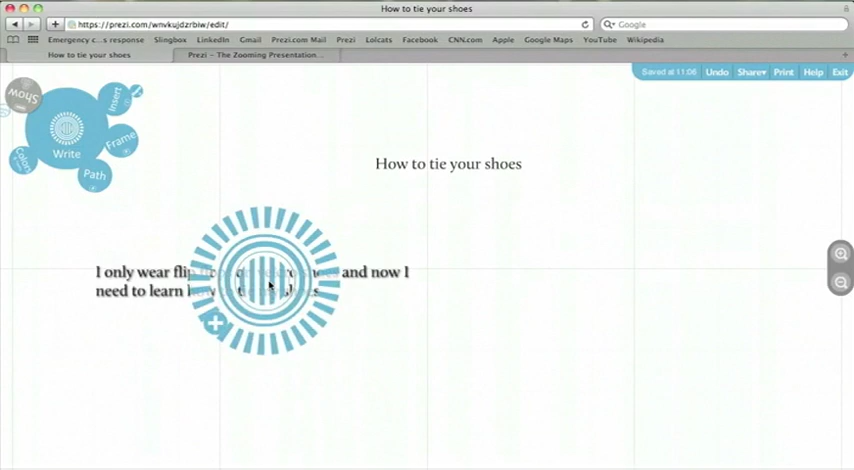 How to tie your shoes
https://prezi.com/wnvkujdzrbiw/edit/
Google
Emergency c...s response Slingbox LinkedIn Gmail Prezi.com Mail Prezi Lolcats Facebook CNN.com Apple Google Maps YouTube Wikipedia
How to tie your shoes Prezi – The Zooming Presentation...
Saved at 11:06 Undo Share Print Help Exit
Show
Insert
Frame
Write
Colors
Path
How to tie your shoes
I only wear flip and now I
need to learn